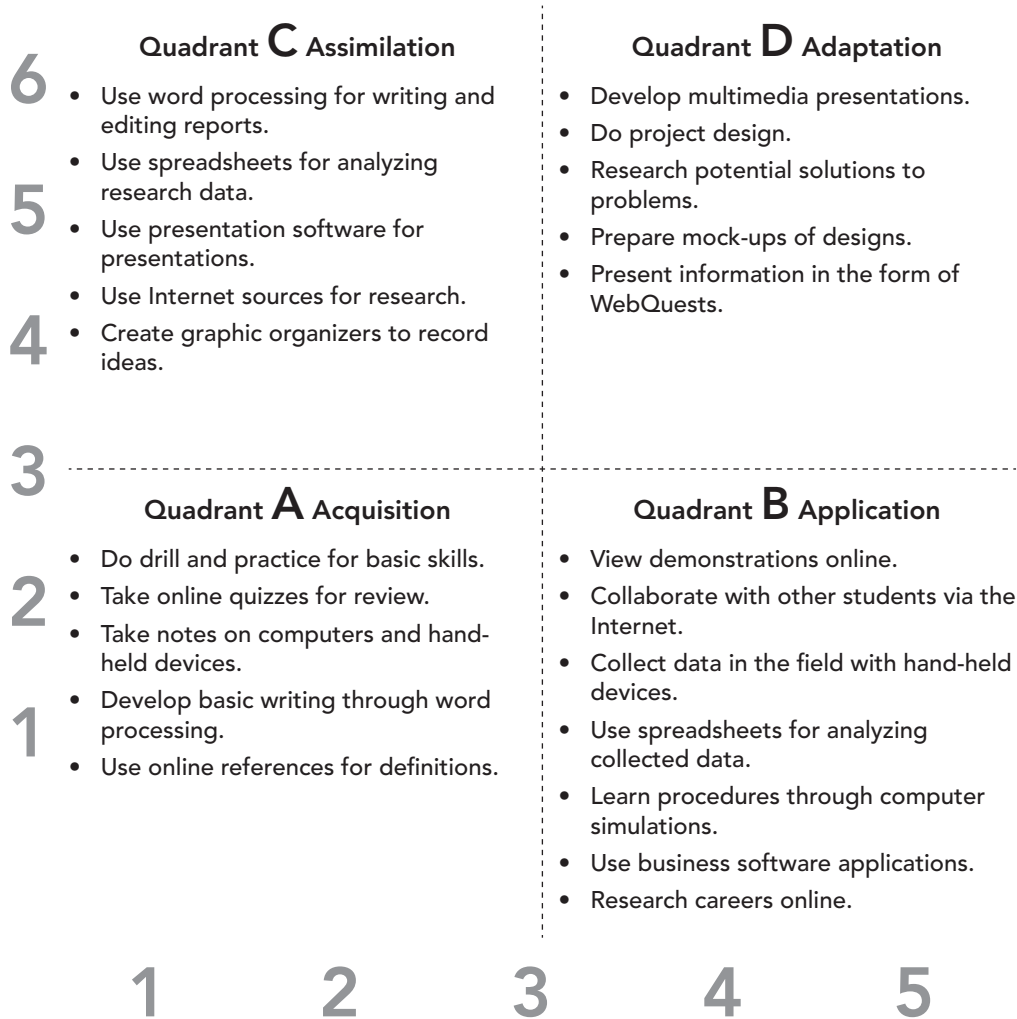 Quadrant C Assimilation
6
• Use word processing for writing and
editing reports.
• Use spreadsheets for analyzing
research data.
5
• Use presentation software for
presentations.
• Use Internet sources for research.
4
• Create graphic organizers to record
ideas.
3
Quadrant D Adaptation
• Develop multimedia presentations.
• Do project design.
• Research potential solutions to
problems.
• Prepare mock-ups of designs.
• Present information in the form of
WebQuests.
Quadrant A Acquisition
• Do drill and practice for basic skills.
2
• Take online quizzes for review.
• Take notes on computers and hand-
held devices.
1
• Develop basic writing through word
processing.
• Use online references for definitions.
Quadrant B Application
• View demonstrations online.
• Collaborate with other students via the
Internet.
• Collect data in the field with hand-held
devices.
• Use spreadsheets for analyzing
collected data.
• Learn procedures through computer
simulations.
• Use business software applications.
• Research careers online.
1 2 3 4 5